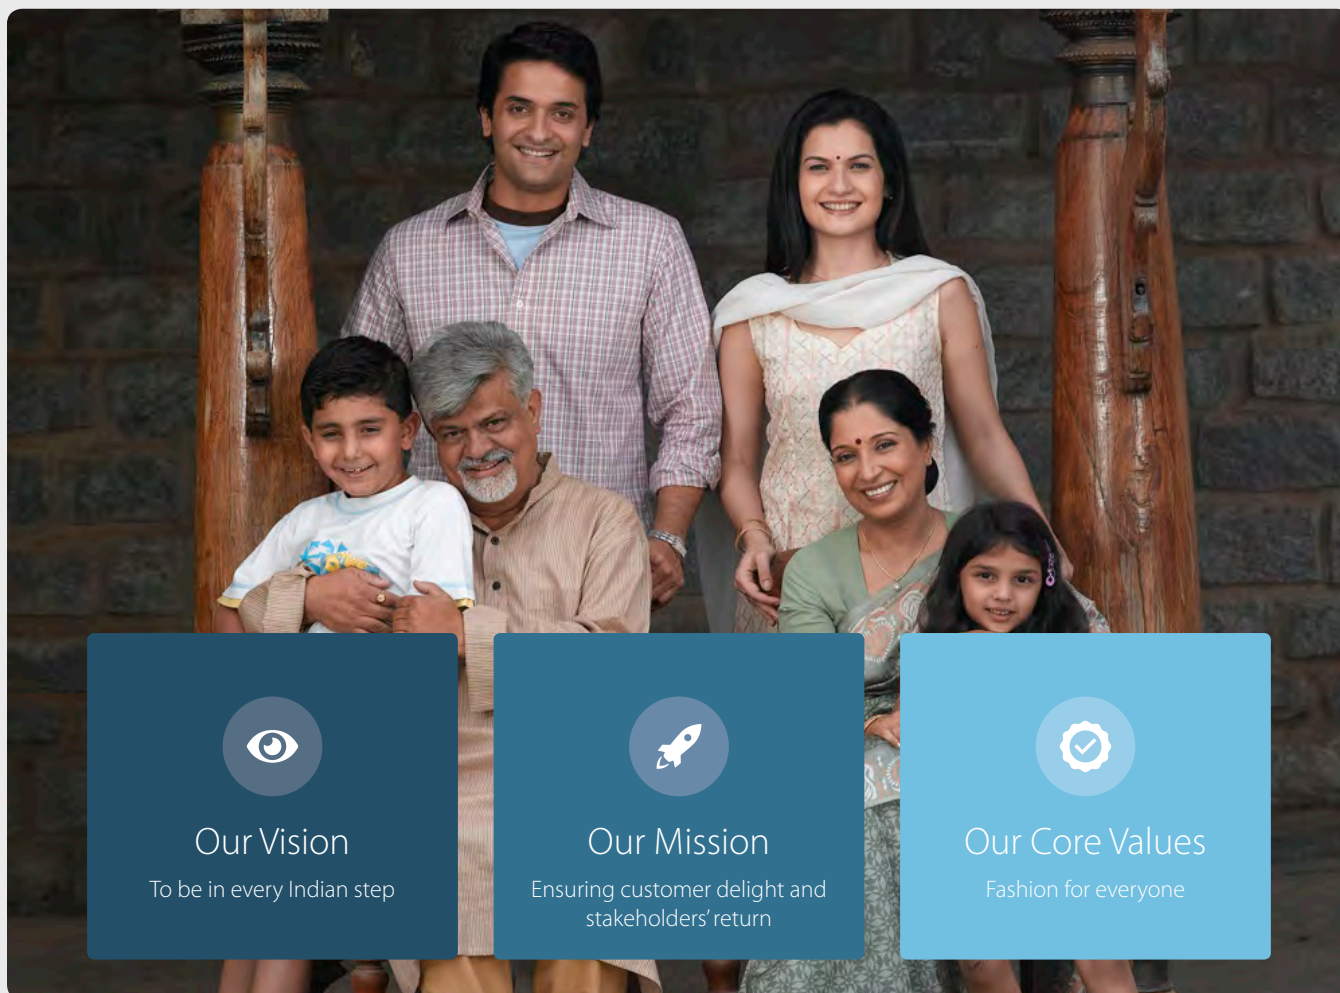 Our Vision
To be in every Indian step
Our Mission
Ensuring customer delight and
stakeholders' return
Our Core Values
Fashion for everyone